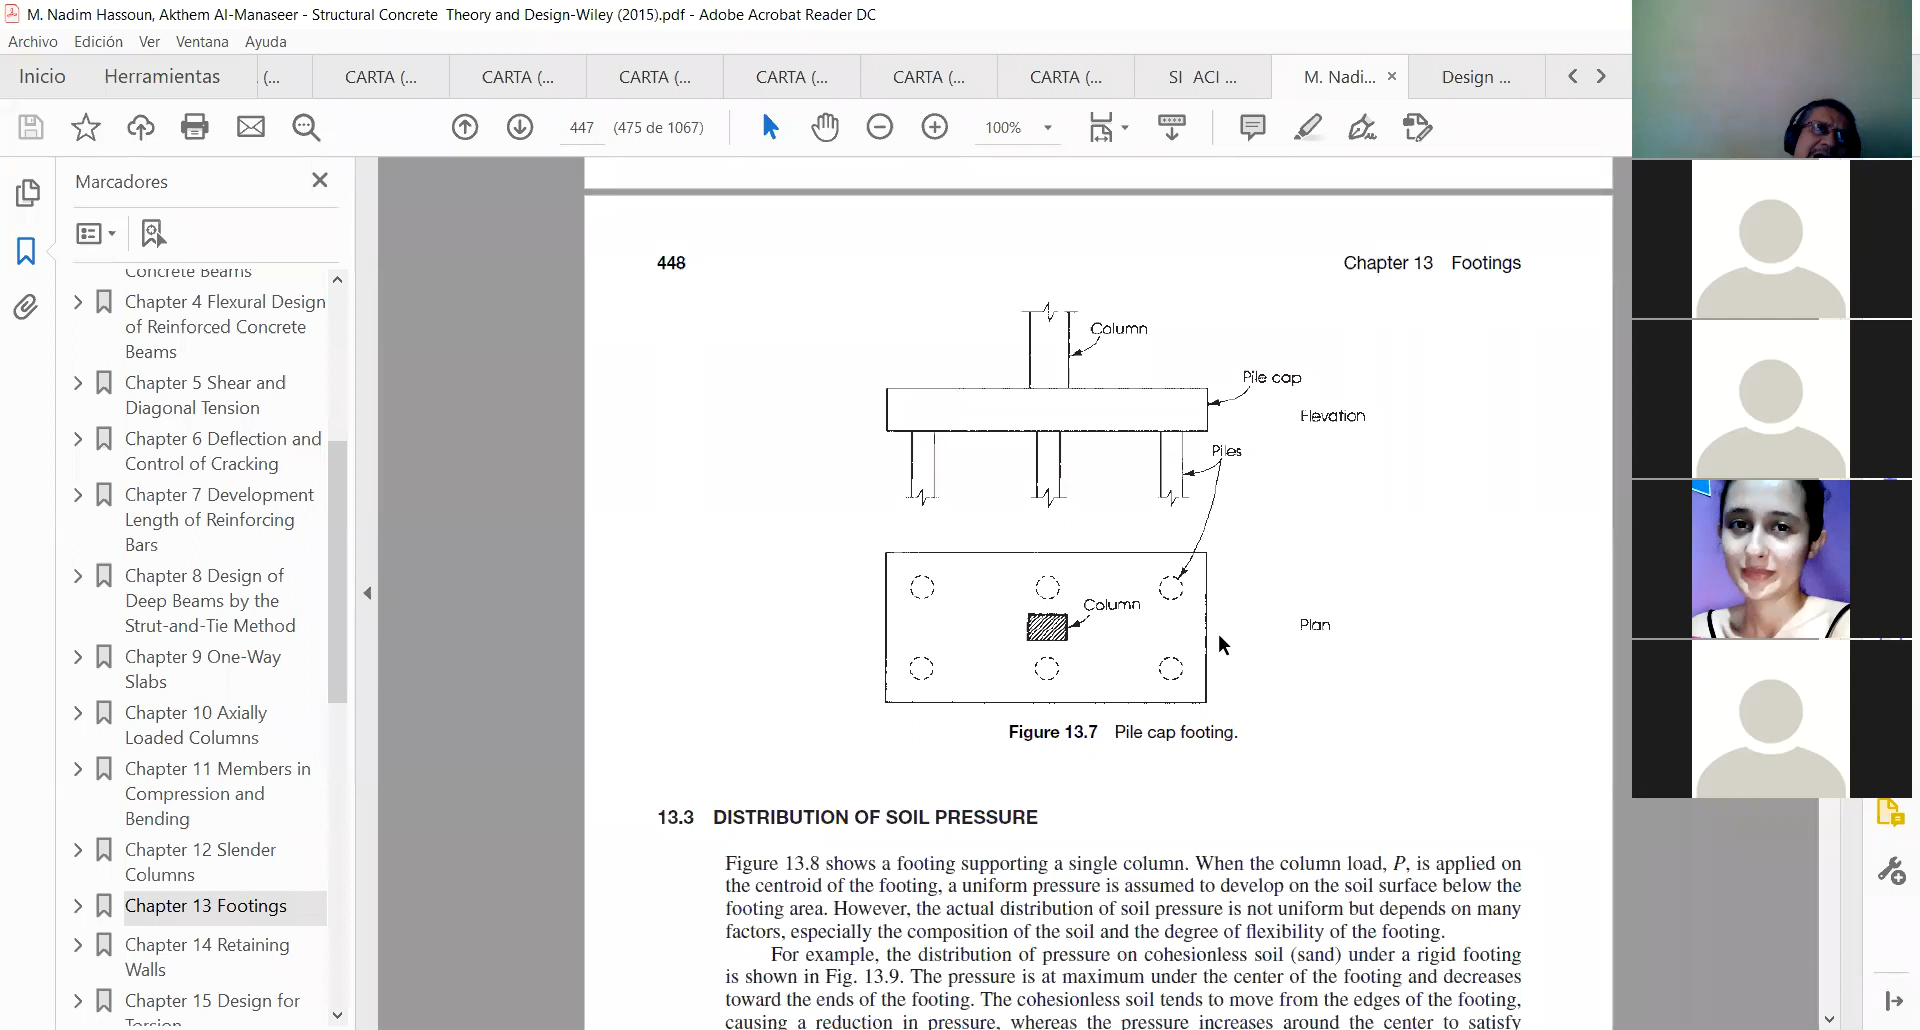 M. Nadim Hassoun, Akthem Al-Manaseer - Structural Concrete Theory and Design-Wiley (2015).pdf - Adobe Acrobat Reader DC
Archivo Edición Ver Ventana Ayuda
Inicio Herramientas (... CARTA (... CARTA (... CARTA (... CARTA (... CARTA (... CARTA (... SI ACI ... M. Nadi... × Design ...
447 (475 de 1067) 100%
Marcadores
Concrete Beams
Chapter 4 Flexural Design
of Reinforced Concrete
Beams
Chapter 5 Shear and
Diagonal Tension
Chapter 6 Deflection and
Control of Cracking
Chapter 7 Development
Length of Reinforcing
Bars
Chapter 8 Design of
Deep Beams by the
Strut-and-Tie Method
Chapter 9 One-Way
Slabs
Chapter 10 Axially
Loaded Columns
Chapter 11 Members in
Compression and
Bending
Chapter 12 Slender
Columns
Chapter 13 Footings
Chapter 14 Retaining
Walls
Chapter 15 Design for
Torsion
448 Chapter 13 Footings
Column
Pile cap
Elevation
Piles
Column
Plan
Figure 13.7 Pile cap footing.
13.3 DISTRIBUTION OF SOIL PRESSURE
Figure 13.8 shows a footing supporting a single column. When the column load, P, is applied on
the centroid of the footing, a uniform pressure is assumed to develop on the soil surface below the
footing area. However, the actual distribution of soil pressure is not uniform but depends on many
factors, especially the composition of the soil and the degree of flexibility of the footing.
For example, the distribution of pressure on cohesionless soil (sand) under a rigid footing
is shown in Fig. 13.9. The pressure is at maximum under the center of the footing and decreases
toward the ends of the footing. The cohesionless soil tends to move from the edges of the footing,
causing a reduction in pressure, whereas the pressure increases around the center to satisfy